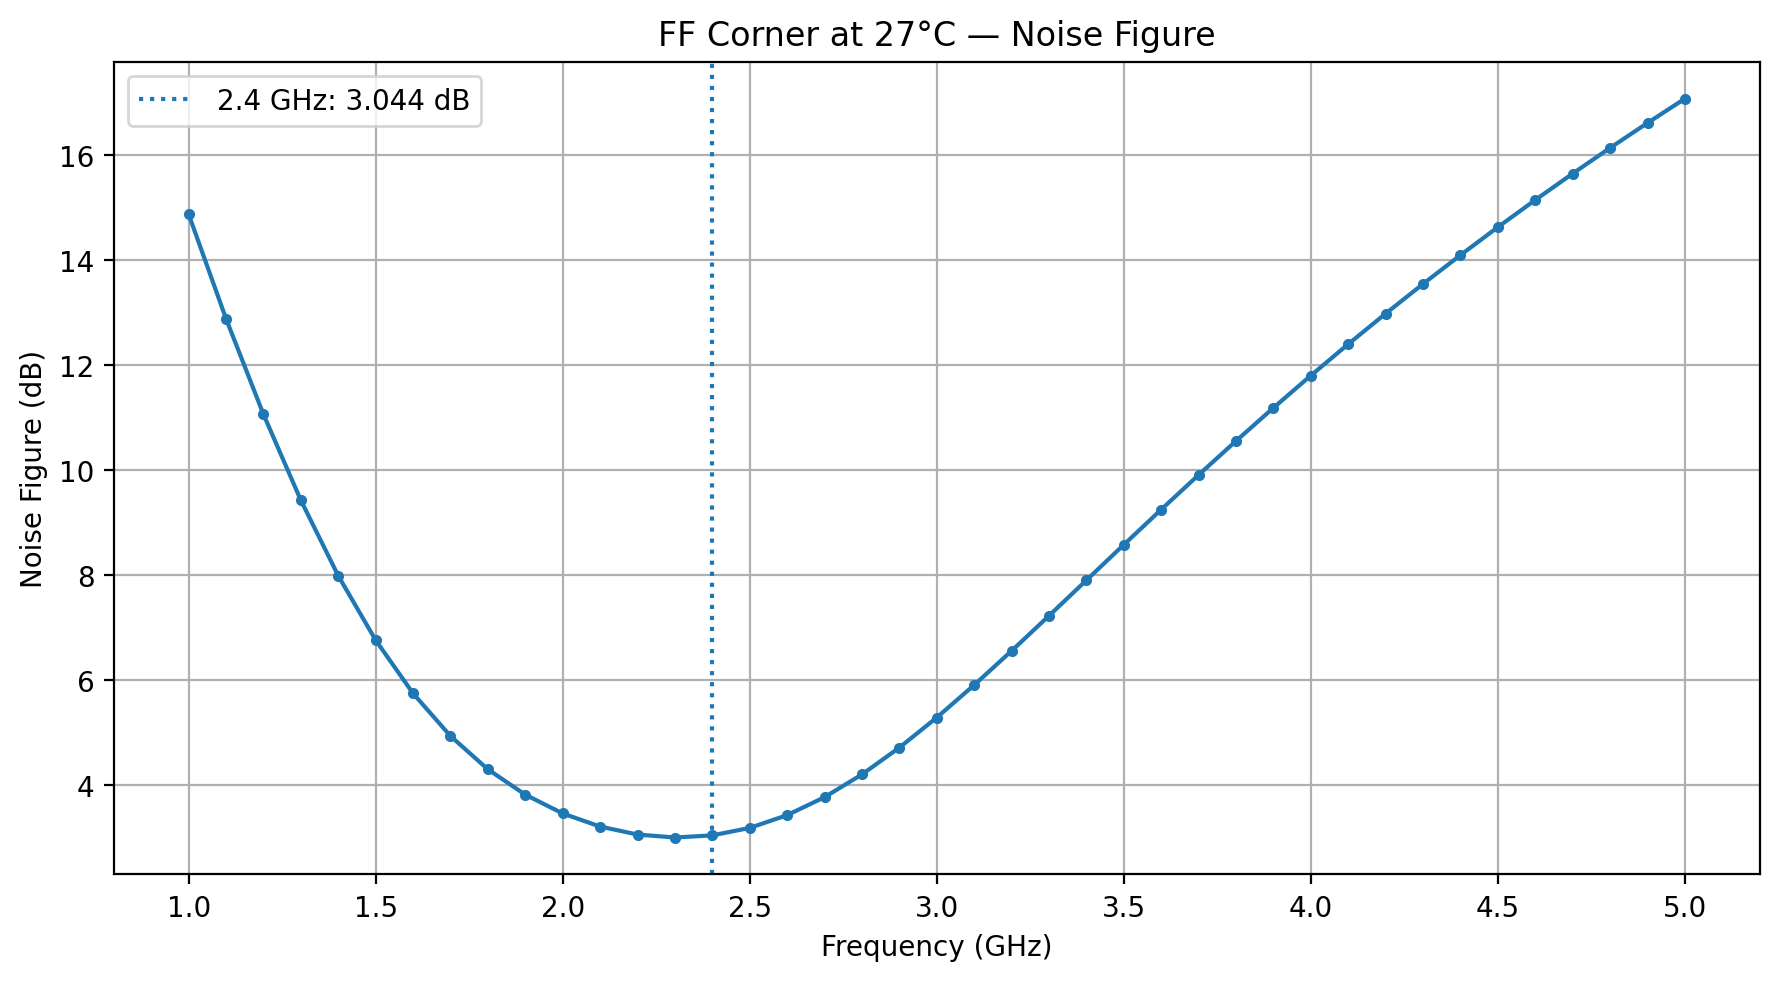 FF Corner at 27°C — Noise Figure
2.4 GHz: 3.044 dB
Noise Figure (dB)
16
14
12
10
8
6
4
1.0 1.5 2.0 2.5 3.0 3.5 4.0 4.5 5.0
Frequency (GHz)